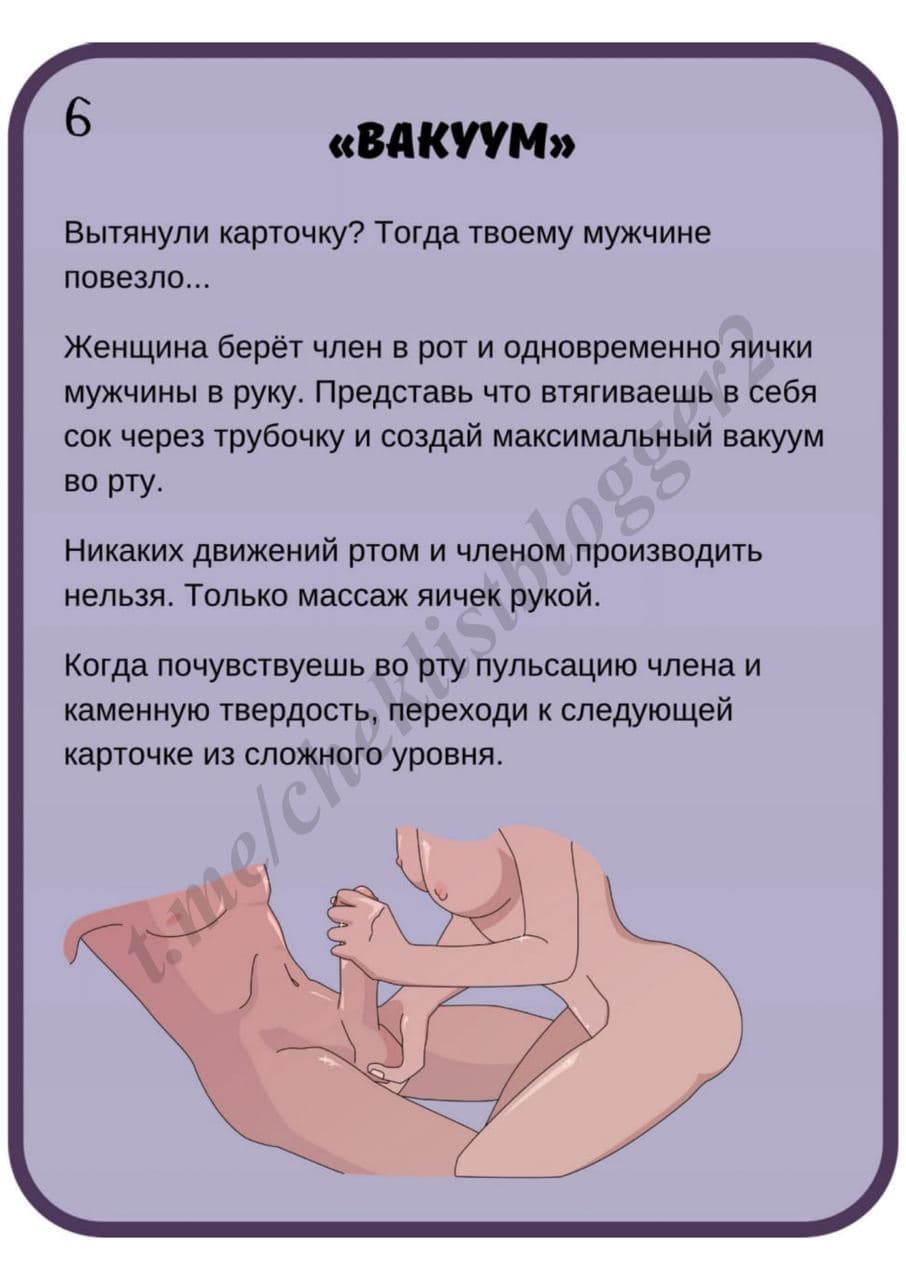 6
«ВАКУУМ»
Вытянули карточку? Тогда твоему мужчине
повезло...
Женщина берёт член в рот и одновременно яички
мужчины в руку. Представь что втягиваешь в себя
сок через трубочку и создай максимальный вакуум
во рту.
Никаких движений ртом и членом производить
нельзя. Только массаж яичек рукой.
Когда почувствуешь во рту пульсацию члена и
каменную твердость, переходи к следующей
карточке из сложного уровня.
t.me/cheklistblogger2